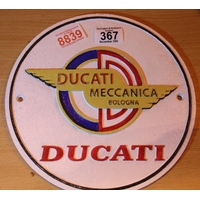 8839
367
DUCATI
MECCANICA
BOLOGNA
DUCATI